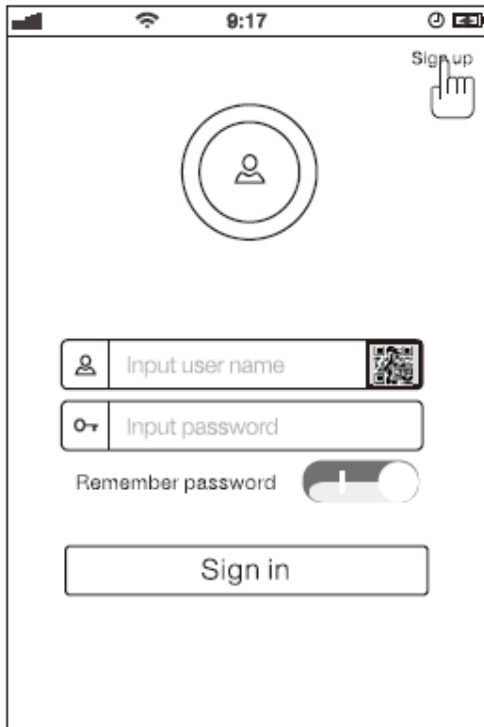 9:17
Sign up
Input user name
Input password
Remember password
Sign in